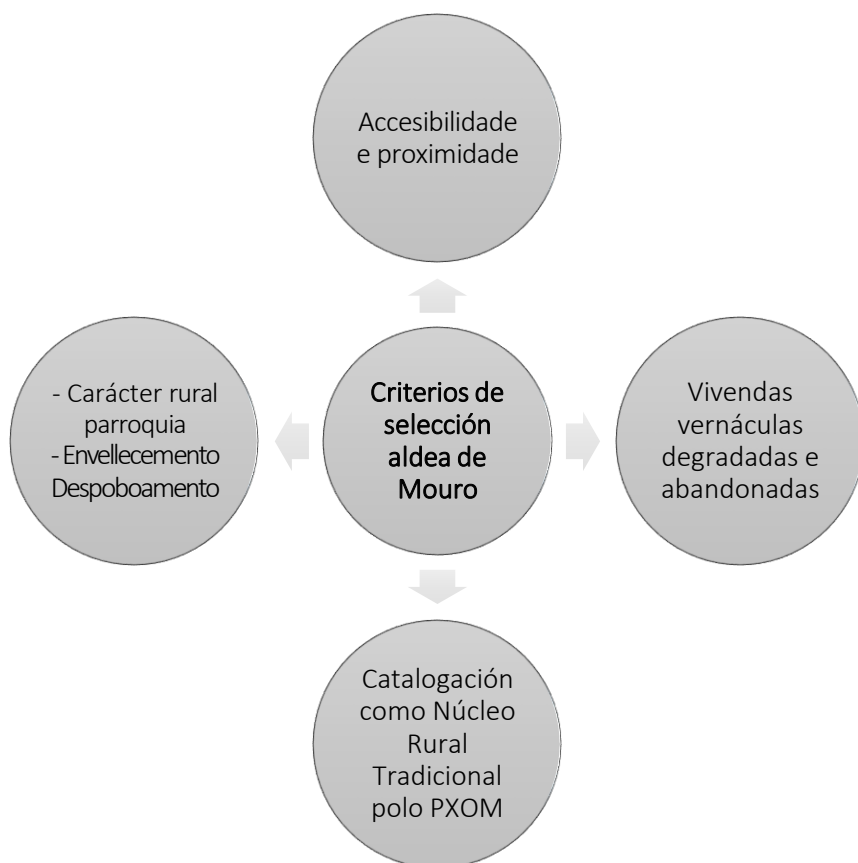 Accesibilidade
e proximidade
- Carácter rural
parroquia
- Envellecemento
Despoboamento
Criterios de
selección
aldea de
Mouro
Vivendas
vernáculas
degradadas e
abandonadas
Catalogación
como Núcleo
Rural
Tradicional
polo PXOM